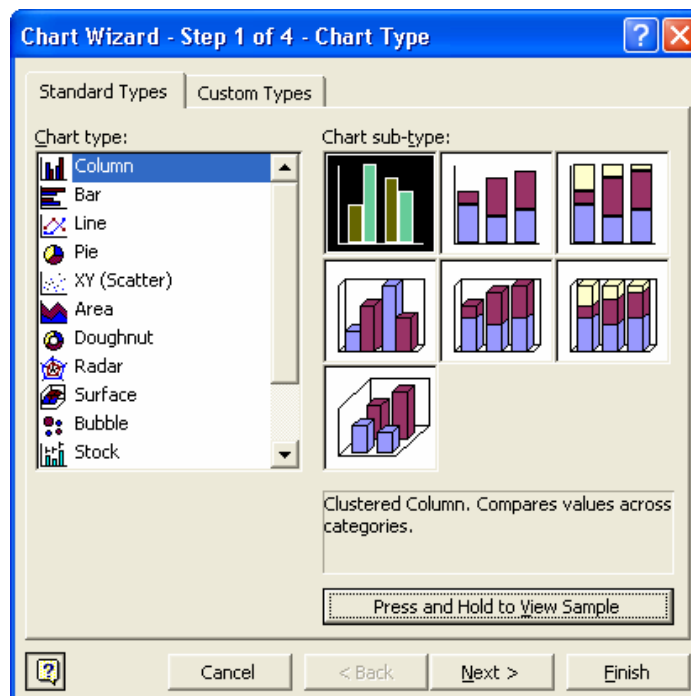 Chart Wizard - Step 1 of 4 - Chart Type
Standard Types
Custom Types
Chart type:
Column
Bar
Line
Pie
XY (Scatter)
Area
Doughnut
Radar
Surface
Bubble
Stock
Chart sub-type:
Clustered Column. Compares values across
categories.
Press and Hold to View Sample
Cancel
< Back
Next >
Finish